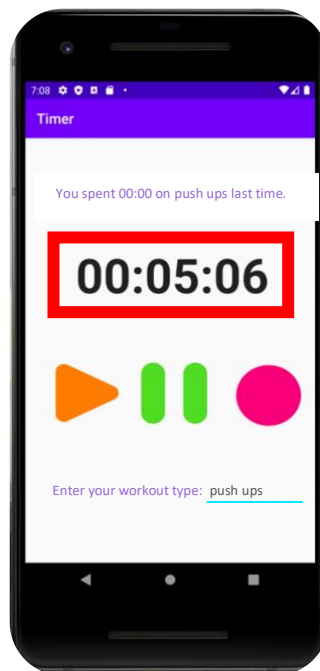 7:08
Timer
You spent 00:00 on push ups last time.
00:05:06
Enter your workout type: push ups